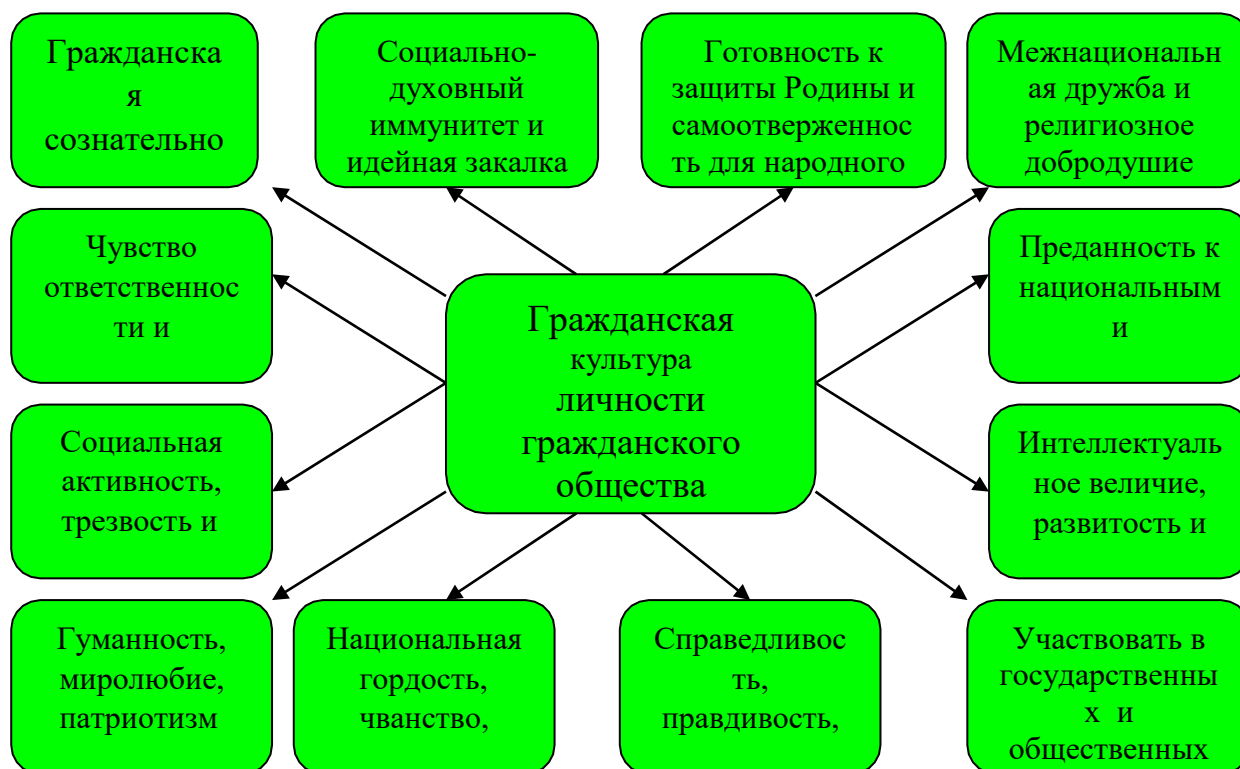 Гражданска
я
сознательно
Социально-
духовный
иммунитет и
идейная закалка
Готовность к
защиты Родины и
самоотверженнос
ть для народного
Межнациональн
ая дружба и
религиозное
добродушие
Чувство
ответственнос
ти и
Гражданская
культура
личности
гражданского
общества
Преданность к
национальным
и
Социальная
активность,
трезвость и
Интеллектуаль
ное величие,
развитость и
Гуманность,
миролюбие,
патриотизм
Национальная
гордость,
чванство,
Справедливос
ть,
правдивость,
Участвовать в
государственны
х и
общественных